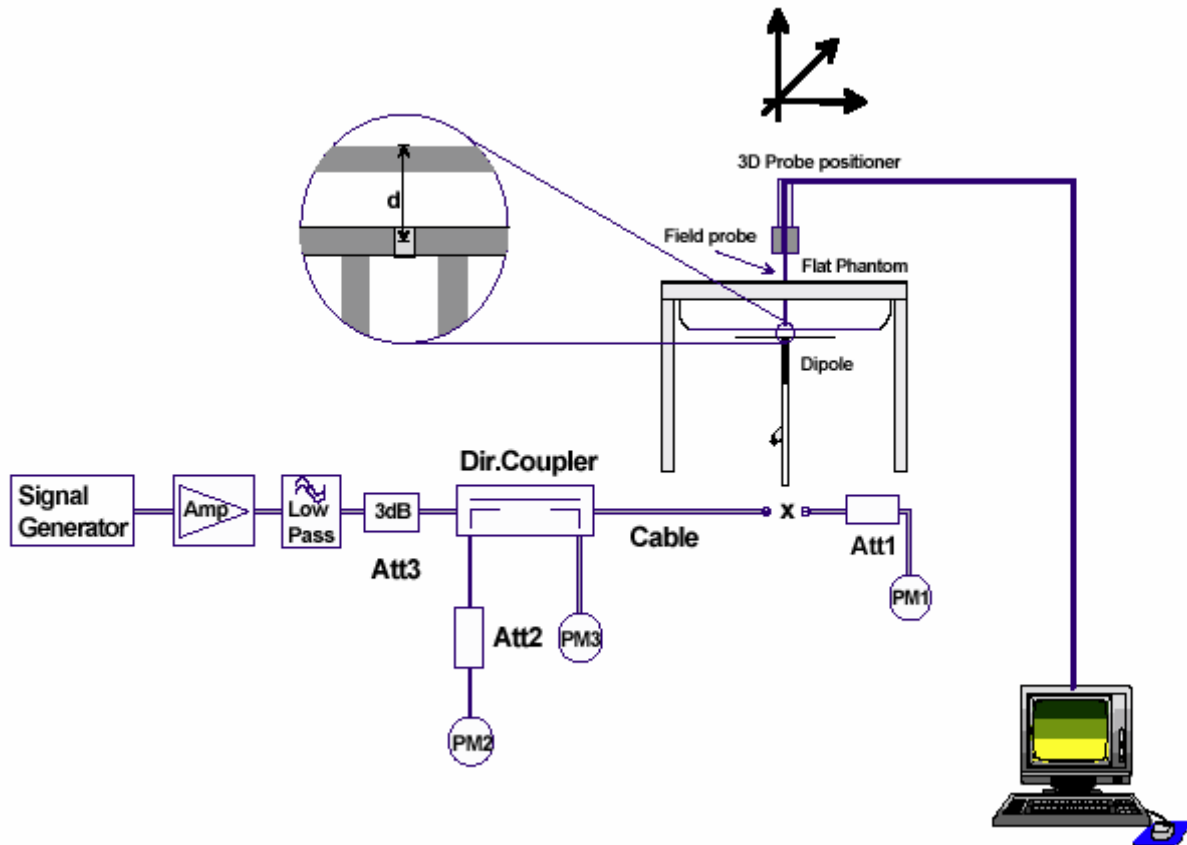 3D Probe positioner
d
Field probe
Flat Phantom
Dipole
Dir.Coupler
Signal
Generator
Amp
Low
Pass
3dB
Cable
x
Att1
Att3
PM1
Att2
PM3
PM2